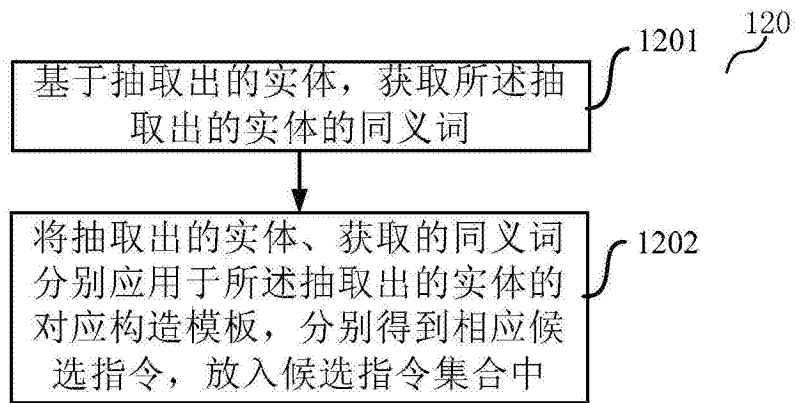 120
1201
基于抽取出的实体，获取所述抽
取出的实体的同义词
将抽取出的实体、获取的同义词
分别应用于所述抽取出的实体的
对应构造模板，分别得到相应候
选指令，放入候选指令集合中
1202